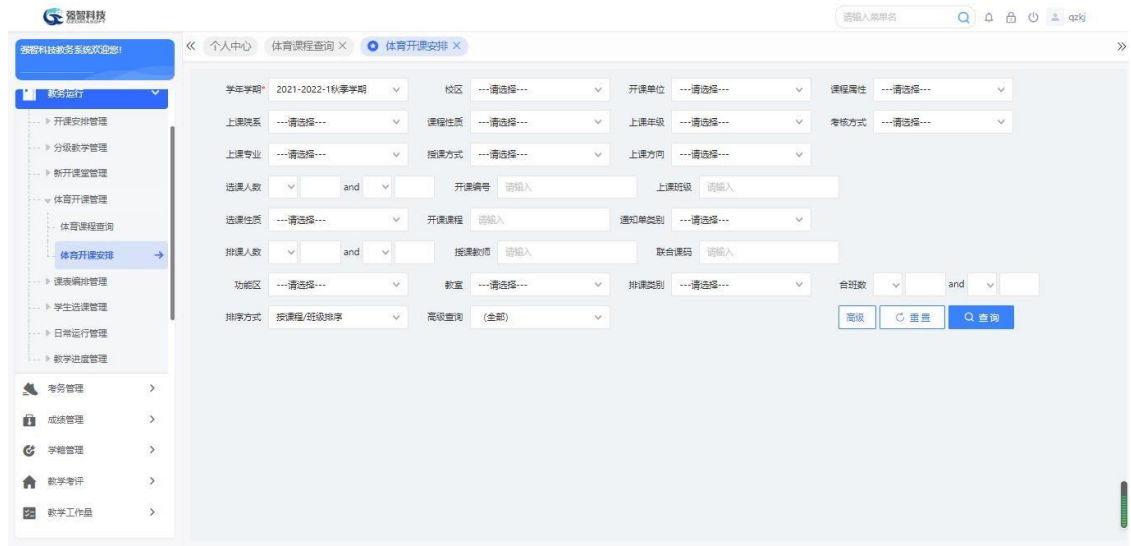 强智科技
QZDATASOFT
请输入菜单名
qzkj
强智科技教务系统欢迎您!
个人中心 体育课程查询 体育开课安排
教务运行
开课安排管理
分级教学管理
新开课堂管理
体育开课管理
体育课程查询
体育开课安排
课表编排管理
学生选课管理
日常运行管理
教学进度管理
考务管理
成绩管理
学籍管理
教学考评
教学工作量
学年学期* 2021-2022-1秋季学期 校区 ---请选择--- 开课单位 ---请选择--- 课程属性 ---请选择---
上课院系 ---请选择--- 课程性质 ---请选择--- 上课年级 ---请选择--- 考核方式 ---请选择---
上课专业 ---请选择--- 授课方式 ---请选择--- 上课方向 ---请选择---
选课人数 and 开课编号 请输入 上课班级 请输入
选课性质 ---请选择--- 开课课程 请输入 通知单类别 ---请选择---
排课人数 and 授课教师 请输入 联合课码 请输入
功能区 ---请选择--- 教室 ---请选择--- 排课类别 ---请选择--- 合班数 and
排序方式 按课程/班级排序 高级查询 (全部) 高级 重置 查询